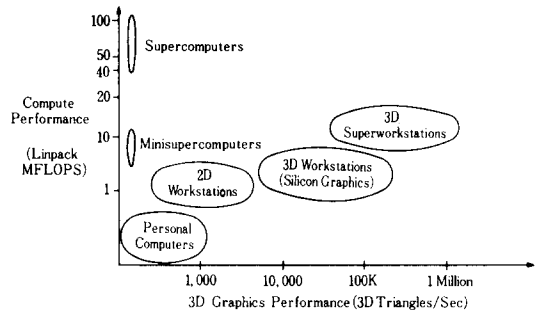 100
Supercomputers
50
40
Compute
Performance
20
3D
Superworkstations
10
Minisupercomputers
(Linpack
MFLOPS)
2D
Workstations
3D Workstations
(Silicon Graphics)
1
Personal
Computers
1,000
10,000
100K
1 Million
3D Graphics Performance (3D Triangles/Sec)